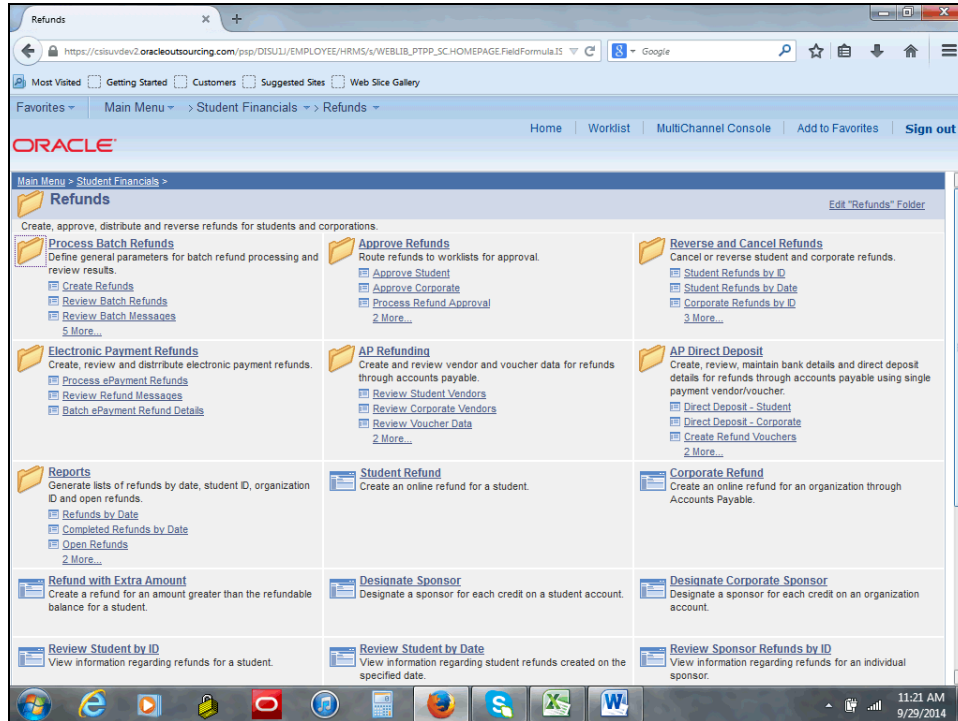 Refunds
https://csisuvdev2.oracleoutsourcing.com/psp/DISU1J/EMPLOYEE/HRMS/s/WEBLIB_PTPP_SC.HOMEPAGE.FieldFormula.IS
Google
Most Visited Getting Started Customers Suggested Sites Web Slice Gallery
Favorites Main Menu > Student Financials > Refunds
Home Worklist MultiChannel Console Add to Favorites Sign out
ORACLE
Main Menu > Student Financials >
Refunds
Edit "Refunds" Folder
Create, approve, distribute and reverse refunds for students and corporations.
Process Batch Refunds
Define general parameters for batch refund processing and
review results.
Create Refunds
Review Batch Refunds
Review Batch Messages
5 More...
Approve Refunds
Route refunds to worklists for approval.
Approve Student
Approve Corporate
Process Refund Approval
2 More...
Reverse and Cancel Refunds
Cancel or reverse student and corporate refunds.
Student Refunds by ID
Student Refunds by Date
Corporate Refunds by ID
3 More...
Electronic Payment Refunds
Create, review and distrribute electronic payment refunds.
Process ePayment Refunds
Review Refund Messages
Batch ePayment Refund Details
AP Refunding
Create and review vendor and voucher data for refunds
through accounts payable.
Review Student Vendors
Review Corporate Vendors
Review Voucher Data
2 More...
AP Direct Deposit
Create, review, maintain bank details and direct deposit
details for refunds through accounts payable using single
payment vendor/voucher.
Direct Deposit - Student
Direct Deposit - Corporate
Create Refund Vouchers
2 More...
Reports
Generate lists of refunds by date, student ID, organization
ID and open refunds.
Refunds by Date
Completed Refunds by Date
Open Refunds
2 More...
Student Refund
Create an online refund for a student.
Corporate Refund
Create an online refund for an organization through
Accounts Payable.
Refund with Extra Amount
Create a refund for an amount greater than the refundable
balance for a student.
Designate Sponsor
Designate a sponsor for each credit on a student account.
Designate Corporate Sponsor
Designate a sponsor for each credit on an organization
account.
Review Student by ID
View information regarding refunds for a student.
Review Student by Date
View information regarding student refunds created on the
specified date.
Review Sponsor Refunds by ID
View information regarding refunds for an individual
sponsor.
11:21 AM
9/29/2014